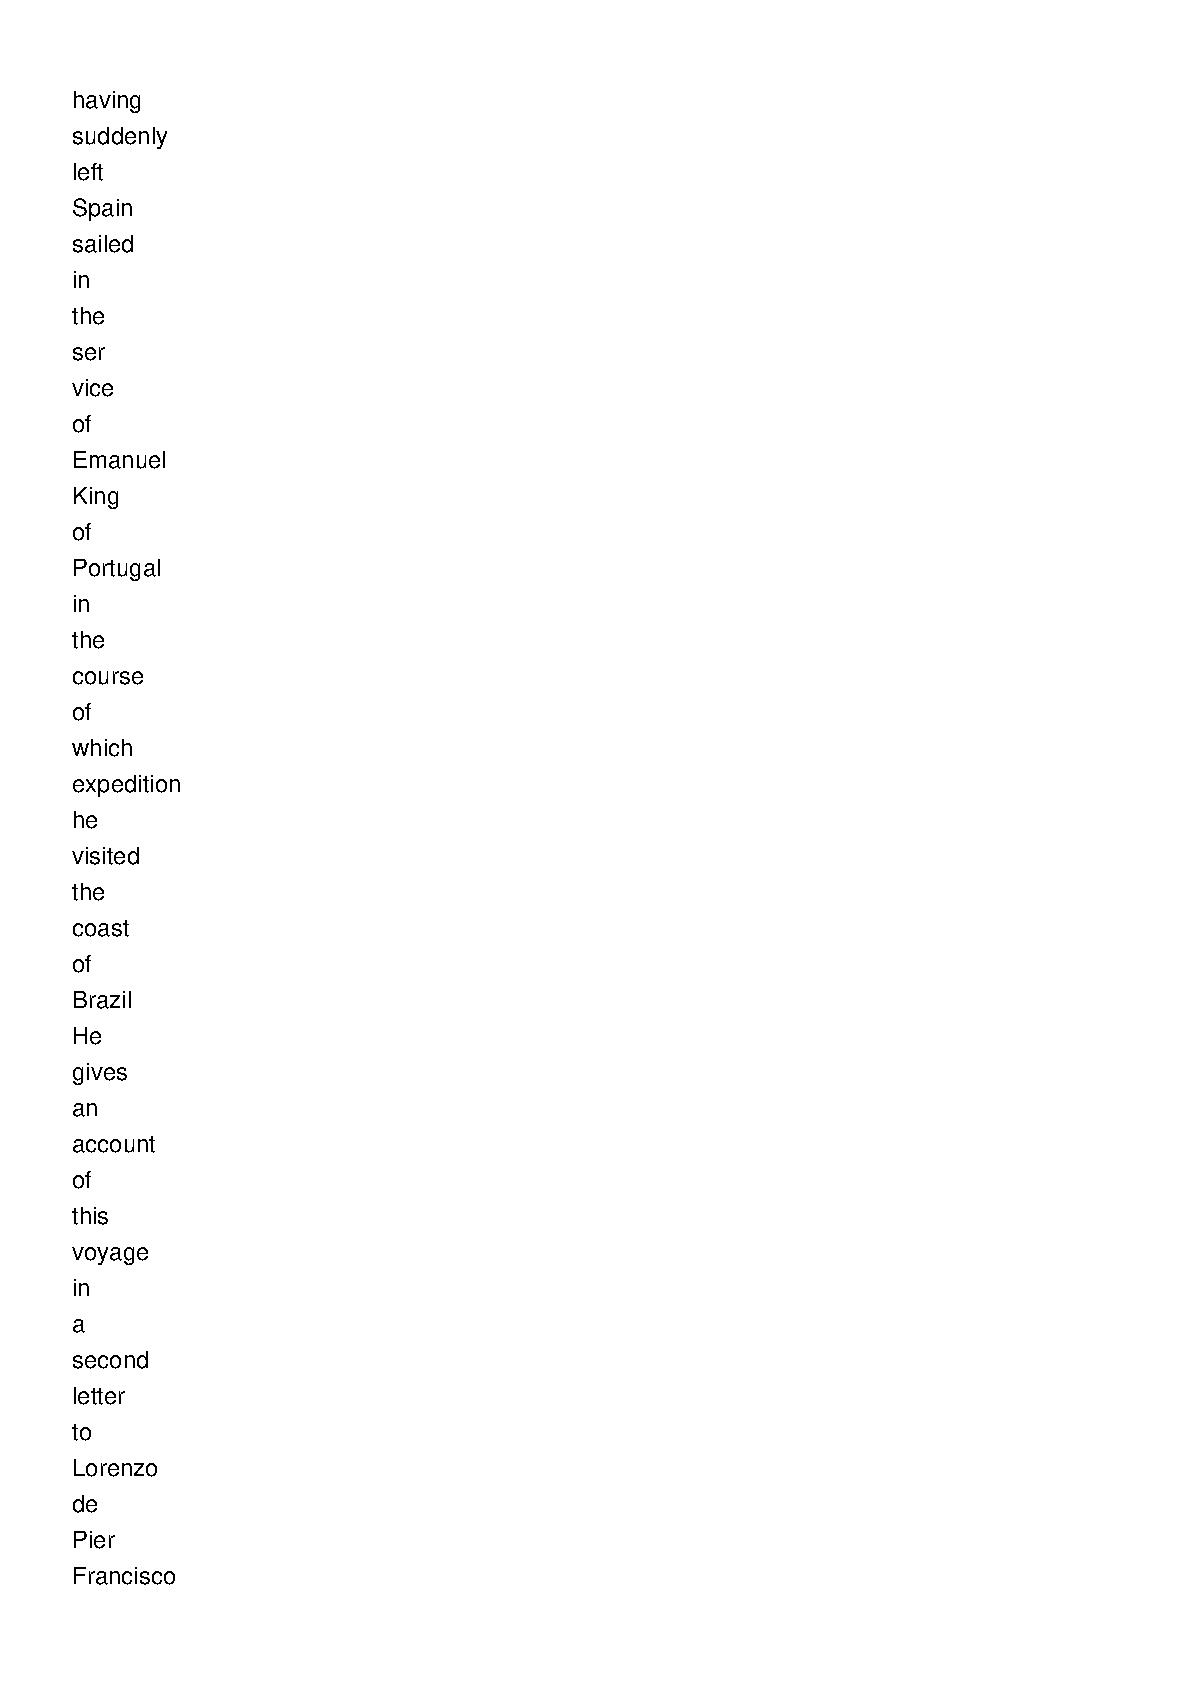 having
suddenly
left
Spain
sailed
in
the
ser
vice
of
Emanuel
King
of
Portugal
in
the
course
of
which
expedition
he
visited
the
coast
of
Brazil
He
gives
an
account
of
this
voyage
in
a
second
letter
to
Lorenzo
de
Pier
Francisco